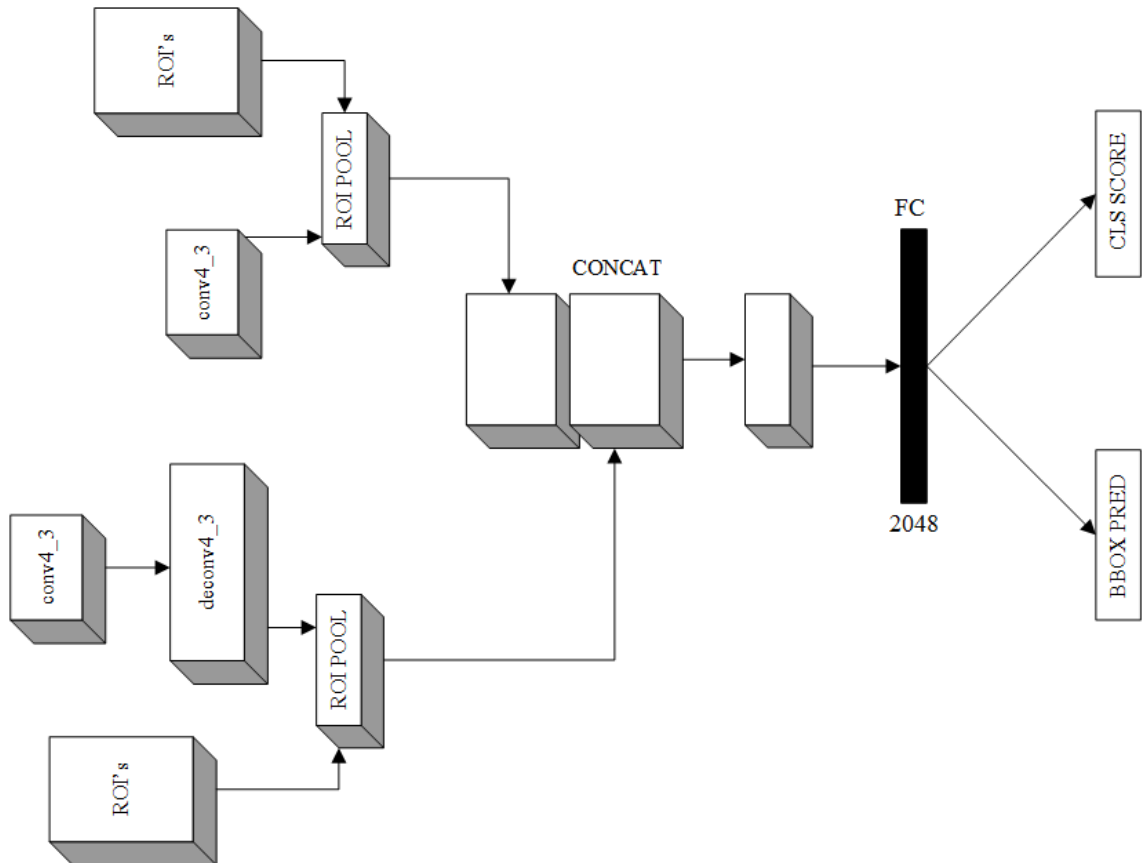 ROI's
ROI POOL
conv4_3
CONCAT
FC
CLS SCORE
conv4_3
deconv4_3
ROI POOL
ROI's
2048
BBOX PRED